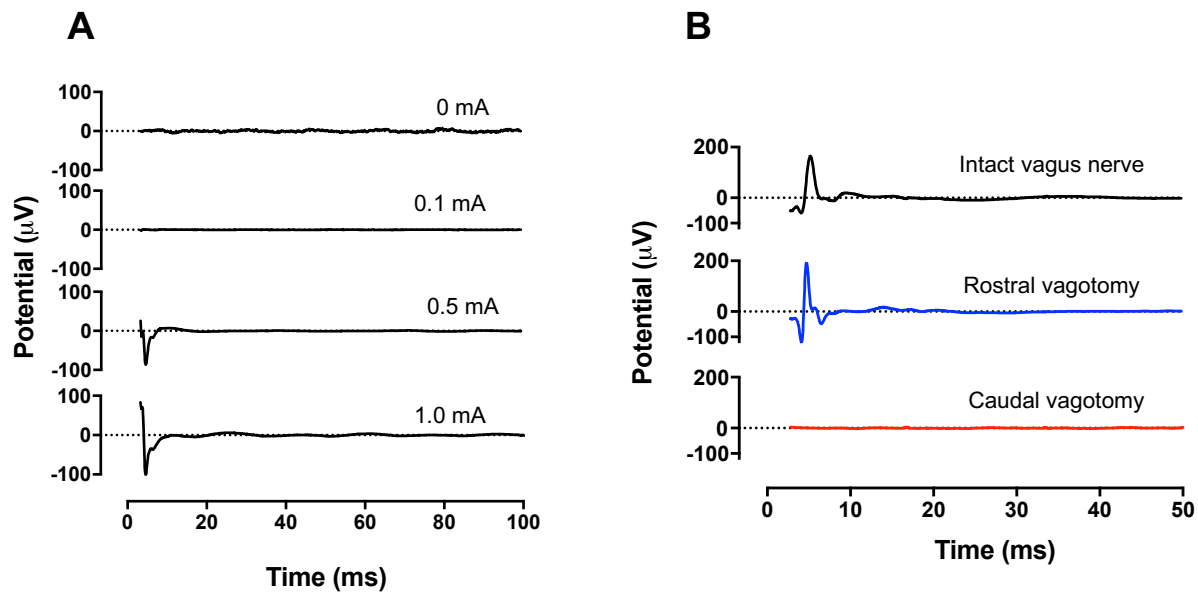 A
Potential (μV)
100
0
-100
0 mA
100
0
-100
0.1 mA
100
0
-100
0.5 mA
100
0
-100
1.0 mA
0 20 40 60 80 100
Time (ms)
B
Potential (μV)
200
0
-100
Intact vagus nerve
200
0
-100
Rostral vagotomy
200
0
-100
Caudal vagotomy
0 10 20 30 40 50
Time (ms)